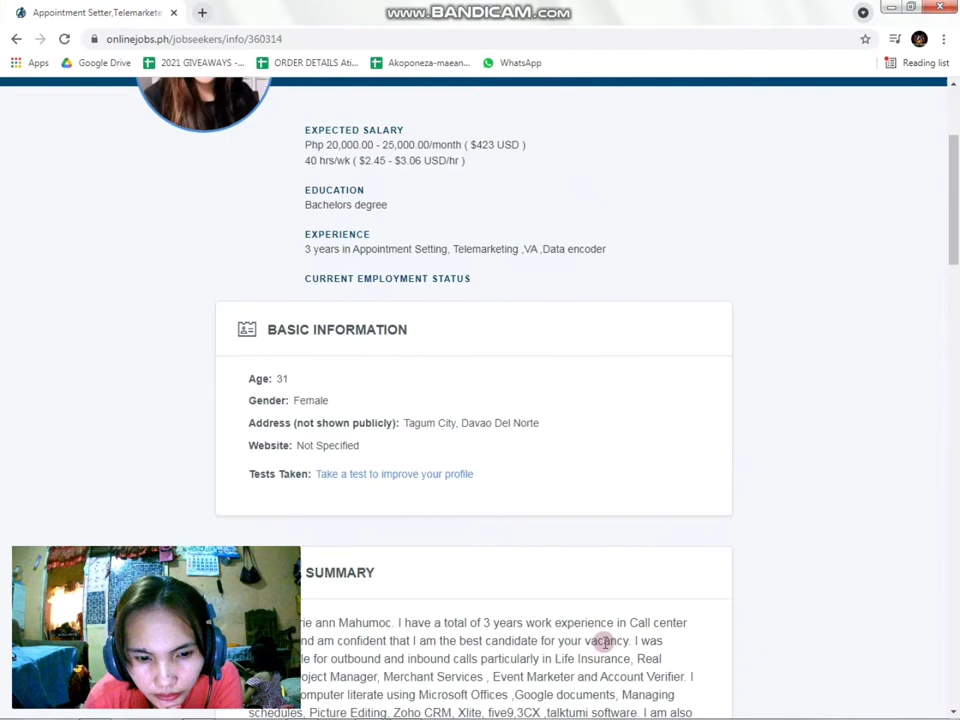 Appointment Setter,Telemarkete
www.BANDICAM.com
onlinejobs.ph/jobseekers/info/360314
Apps
Google Drive
2021 GIVEAWAYS -...
ORDER DETAILS Ati...
Akoponeza-maean...
WhatsApp
Reading list
EXPECTED SALARY
Php 20,000.00 - 25,000.00/month ( $423 USD )
40 hrs/wk ( $2.45 - $3.06 USD/hr )
EDUCATION
Bachelors degree
EXPERIENCE
3 years in Appointment Setting, Telemarketing ,VA ,Data encoder
CURRENT EMPLOYMENT STATUS
BASIC INFORMATION
Age: 31
Gender: Female
Address (not shown publicly): Tagum City, Davao Del Norte
Website: Not Specified
Tests Taken: Take a test to improve your profile
SUMMARY
rie ann Mahumoc. I have a total of 3 years work experience in Call center
nd am confident that I am the best candidate for your vacancy. I was
le for outbound and inbound calls particularly in Life Insurance, Real
oject Manager, Merchant Services , Event Marketer and Account Verifier. I
omputer literate using Microsoft Offices ,Google documents, Managing
schedules, Picture Editing, Zoho CRM, Xlite, five9,3CX ,talktumi software. I am also